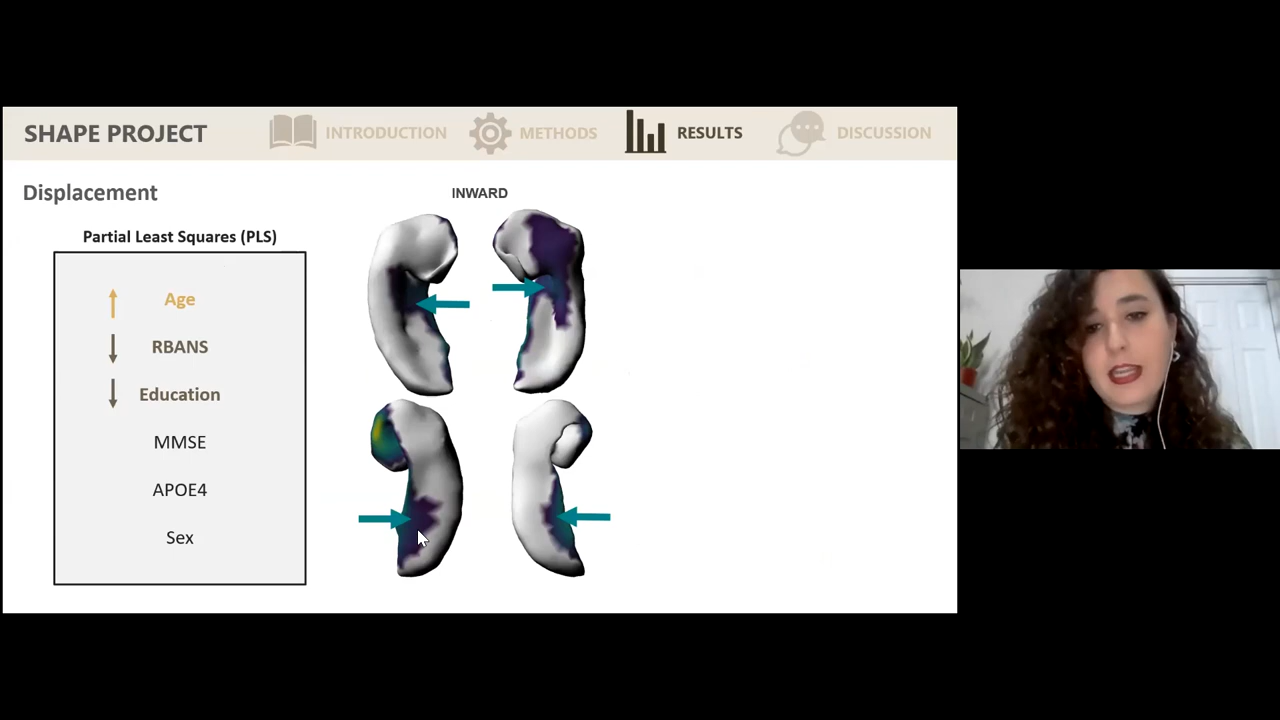 SHAPE PROJECT
INTRODUCTION
METHODS
RESULTS
DISCUSSION
Displacement
INWARD
Partial Least Squares (PLS)
Age
RBANS
Education
MMSE
APOE4
Sex